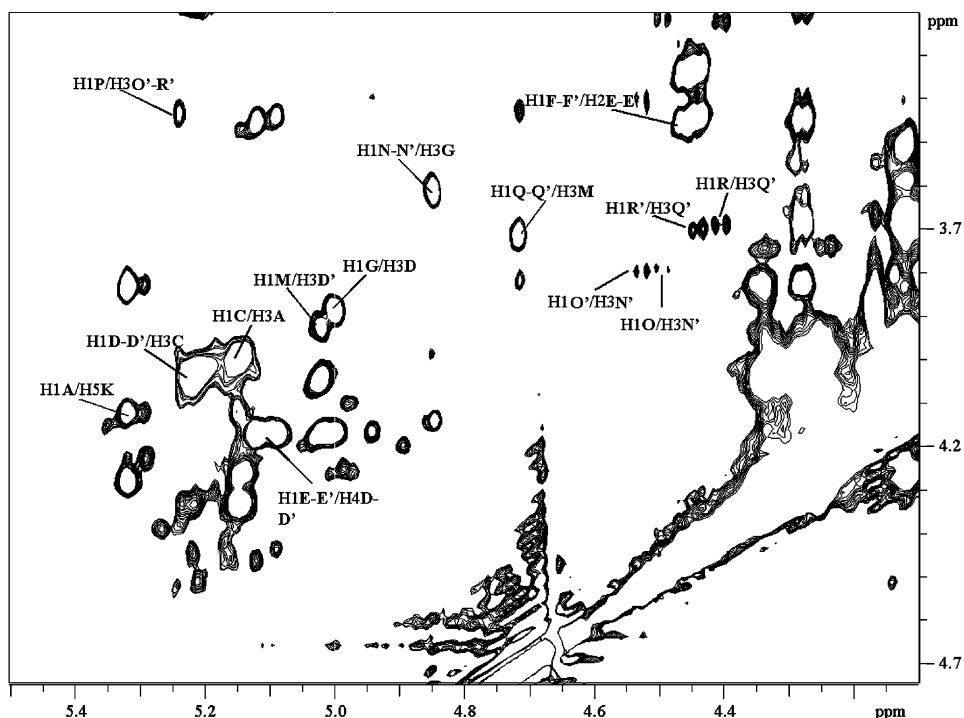 ppm
H1P/H3O'-R'
H1F-F'/H2E-E'
H1N-N'/H3G
H1Q-Q'/H3M
H1R/H3Q'
H1R'/H3Q'
3.7
H1G/H3D
H1M/H3D'
H1O'/H3N'
H1O/H3N'
H1C/H3A
H1D-D'/H3C
H1A/H5K
4.2
H1E-E'/H4D-
D'
4.7
5.4 5.2 5.0 4.8 4.6 4.4 ppm